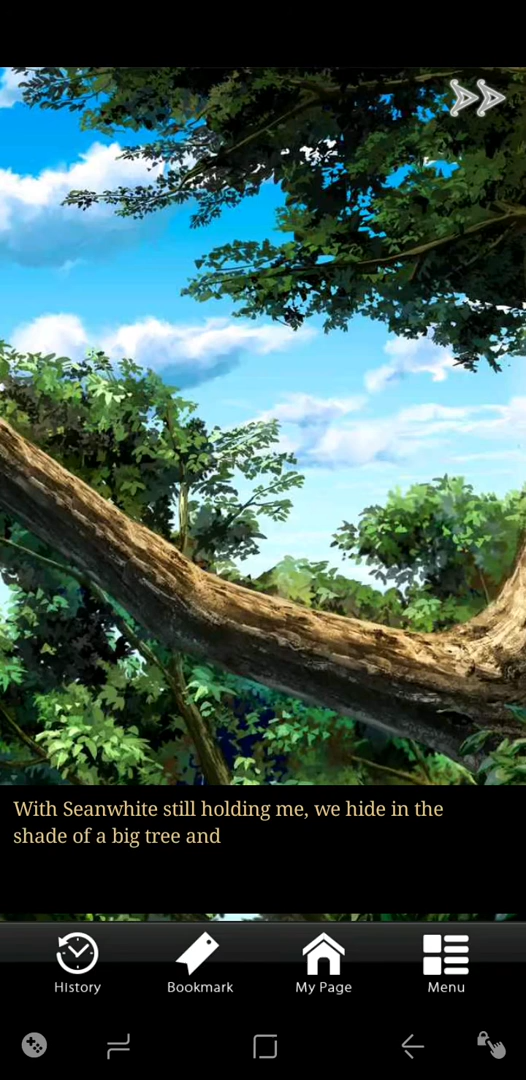 With Seanwhite still holding me, we hide in the
shade of a big tree and
History
Bookmark
My Page
Menu